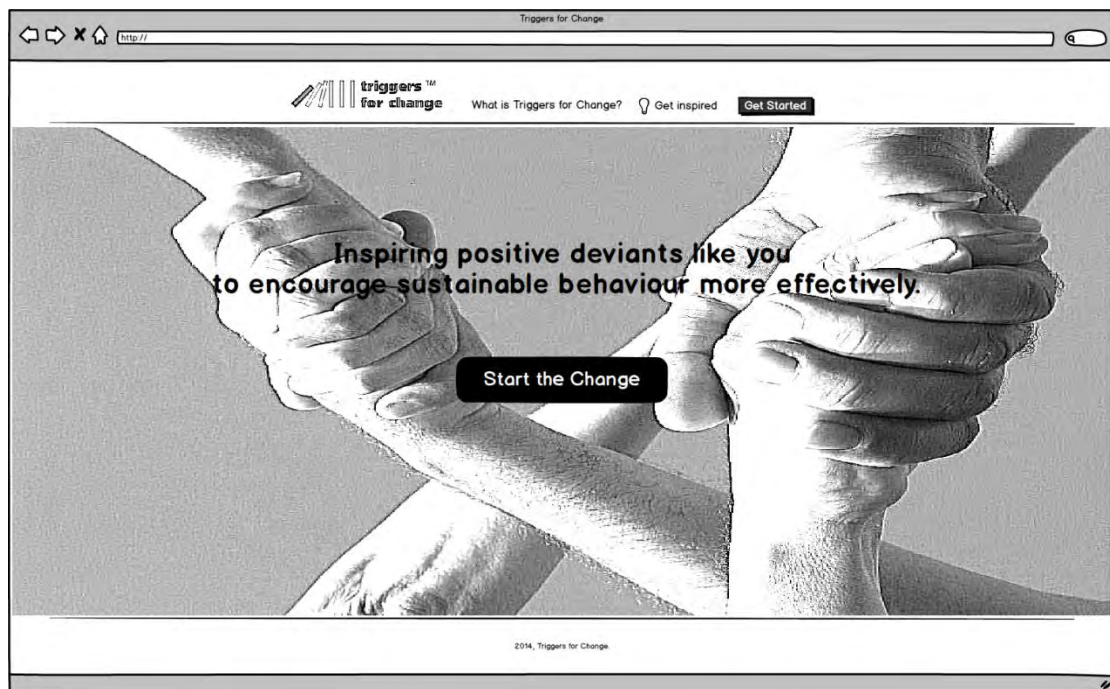 Triggers for Change
http://
triggers ™
for change
What is Triggers for Change? Get inspired Get Started
Inspiring positive deviants like you
to encourage sustainable behaviour more effectively.
Start the Change
2014, Triggers for Change.